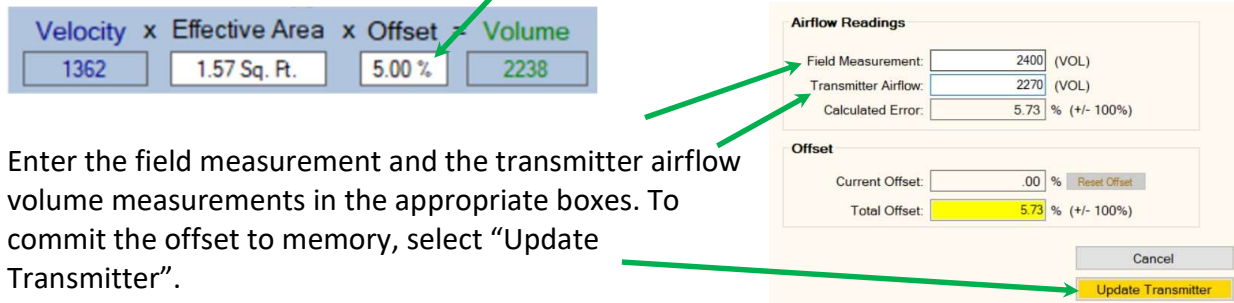 Velocity x Effective Area x Offset = Volume
1362 1.57 Sq. Ft. 5.00 % 2238
Enter the field measurement and the transmitter airflow
volume measurements in the appropriate boxes. To
commit the offset to memory, select “Update
Transmitter”.
Airflow Readings
Field Measurement: 2400 (VOL)
Transmitter Airflow: 2270 (VOL)
Calculated Error: 5.73 % (+/- 100%)
Offset
Current Offset: .00 % Reset Offset
Total Offset: 5.73 % (+/- 100%)
Cancel
Update Transmitter